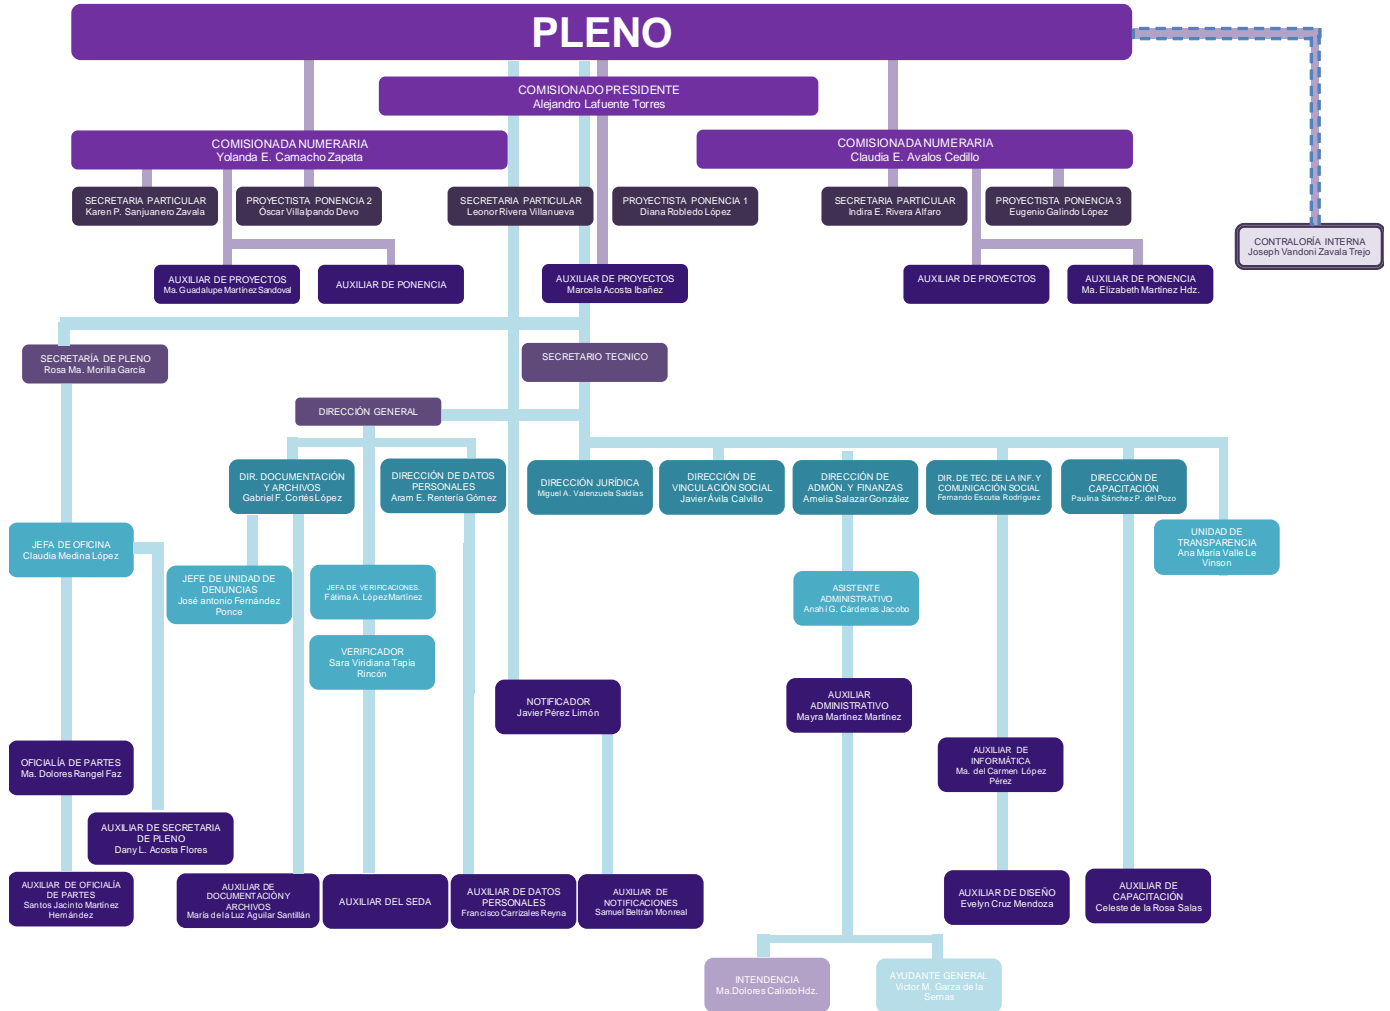 PLENO
COMISIONADO PRESIDENTE
Alejandro Lafuente Torres
COMISIONADA NUMERARIA
Yolanda E. Camacho Zapata
COMISIONADA NUMERARIA
Claudia E. Avalos Cedillo
SECRETARIA PARTICULAR
Karen P. Sanjuanero Zavala
PROYECTISTA PONENCIA 2
Óscar Villalpando Devo
SECRETARIA PARTICULAR
Leonor Rivera Villanueva
PROYECTISTA PONENCIA 1
Diana Robledo López
SECRETARIA PARTICULAR
Indira E. Rivera Alfaro
PROYECTISTA PONENCIA 3
Eugenio Galindo López
CONTRALORÍA INTERNA
Joseph Vandoni Zavala Trejo
AUXILIAR DE PROYECTOS
Ma. Guadalupe Martínez Sandoval
AUXILIAR DE PONENCIA
AUXILIAR DE PROYECTOS
Marcela Acosta Ibañez
AUXILIAR DE PROYECTOS
AUXILIAR DE PONENCIA
Ma. Elizabeth Martínez Hdz.
SECRETARÍA DE PLENO
Rosa Ma. Morilla García
SECRETARIO TECNICO
DIRECCIÓN GENERAL
DIR. DOCUMENTACIÓN
Y ARCHIVOS
Gabriel F. Cortés López
DIRECCIÓN DE DATOS
PERSONALES
Aram E. Rentería Gómez
DIRECCIÓN JURÍDICA
Miguel A. Valenzuela Saldías
DIRECCIÓN DE
VINCULACIÓN SOCIAL
Javier Ávila Calvillo
DIRECCIÓN DE
ADMÓN. Y FINANZAS
Amelia Salazar González
DIR. DE TEC. DE LA INF. Y
COMUNICACIÓN SOCIAL
Fernando Escutia Rodríguez
DIRECCIÓN DE
CAPACITACIÓN
Paulina Sánchez P. del Pozo
UNIDAD DE
TRANSPARENCIA
Ana María Valle Le
Vinson
JEFA DE OFICINA
Claudia Medina López
JEFE DE UNIDAD DE
DENUNCIAS
José antonio Fernández
Ponce
JEFA DE VERIFICACIONES.
Fátima A. López Martínez
ASISTENTE
ADMINISTRATIVO
Anahí G. Cárdenas Jacobo
VERIFICADOR
Sara Viridiana Tapia
Rincón
NOTIFICADOR
Javier Pérez Limón
AUXILIAR
ADMINISTRATIVO
Mayra Martínez Martínez
OFICIALÍA DE PARTES
Ma. Dolores Rangel Faz
AUXILIAR DE
INFORMÁTICA
Ma. del Carmen López
Pérez
AUXILIAR DE SECRETARIA
DE PLENO
Dany L. Acosta Flores
AUXILIAR DE OFICIALÍA
DE PARTES
Santos Jacinto Martínez
Hernández
AUXILIAR DE
DOCUMENTACIÓN Y
ARCHIVOS
María de la Luz Aguilar Santillán
AUXILIAR DEL SEDA
AUXILIAR DE DATOS
PERSONALES
Francisco Carrizales Reyna
AUXILIAR DE
NOTIFICACIONES
Samuel Beltrán Monreal
AUXILIAR DE DISEÑO
Evelyn Cruz Mendoza
AUXILIAR DE
CAPACITACIÓN
Celeste de la Rosa Salas
INTENDENCIA
Ma.Dolores Calixto Hdz.
AYUDANTE GENERAL
Victor M. Garza de la
Sernas